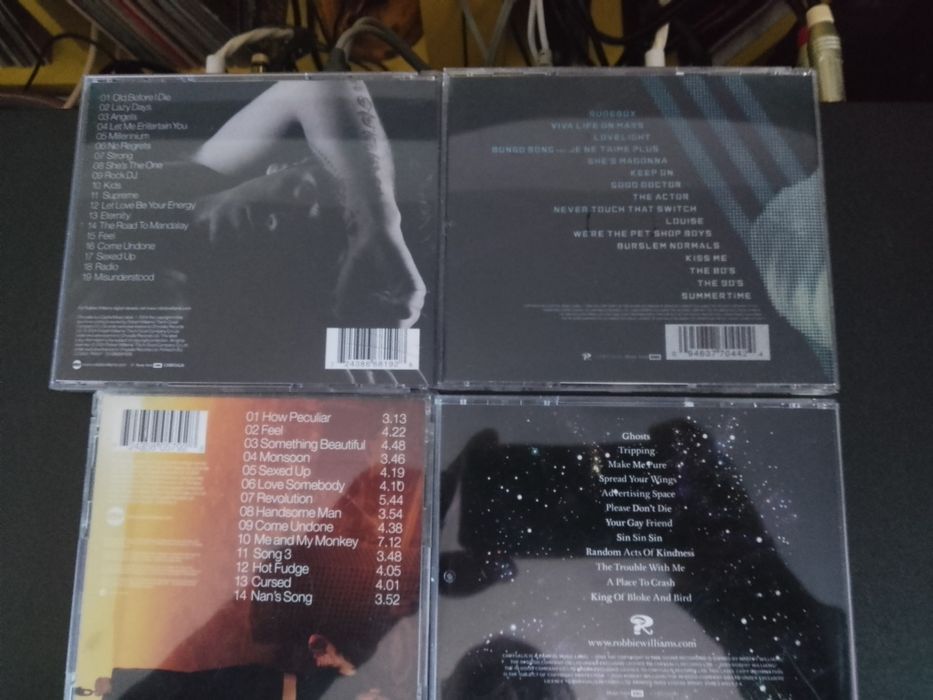 01 Old Before I Die
02 Lazy Days
03 Angels
04 Let Me Entertain You
05 Millennium
06 No Regrets
07 Strong
08 She's The One
09 Rock DJ
10 Kids
11 Supreme
12 Let Love Be Your Energy
13 Eternity
14 The Road To Mandalay
15 Feel
16 Come Undone
17 Sexed Up
18 Radio
19 Misunderstood
RUDEBOX
VIVA LIFE ON MARS
LOVELIGHT
BONGO BONG AND JE NE T'AIME PLUS
SHE'S MADONNA
KEEP ON
GOOD DOCTOR
THE ACTOR
NEVER TOUCH THAT SWITCH
LOUISE
WE'RE THE PET SHOP BOYS
BURSLEM NORMALS
KISS ME
THE 80'S
THE 90'S
SUMMERTIME
01 How Peculiar 3.13
02 Feel 4.22
03 Something Beautiful 4.48
04 Monsoon 3.46
05 Sexed Up 4.19
06 Love Somebody 4.10
07 Revolution 5.44
08 Handsome Man 3.54
09 Come Undone 4.38
10 Me and My Monkey 7.12
11 Song 3 3.48
12 Hot Fudge 4.05
13 Cursed 4.01
14 Nan's Song 3.52
Ghosts
Tripping
Make Me Pure
Spread Your Wings
Advertising Space
Please Don't Die
Your Gay Friend
Sin Sin Sin
Random Acts Of Kindness
The Trouble With Me
A Place To Crash
King Of Bloke And Bird
www.robbiewilliams.com